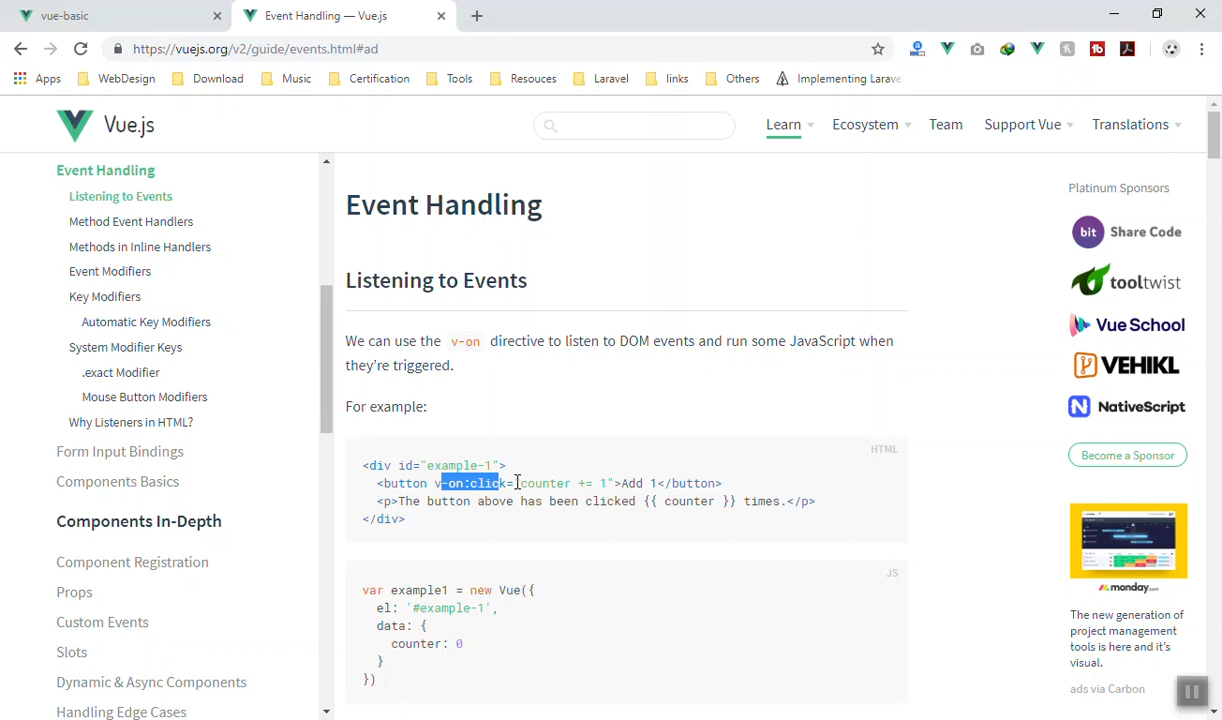 vue-basic
Event Handling — Vue.js
https://vuejs.org/v2/guide/events.html#ad
Apps WebDesign Download Music Certification Tools Resouces Laravel links Others Implementing Larave
Vue.js
Learn Ecosystem Team Support Vue Translations
Event Handling
Listening to Events
Method Event Handlers
Methods in Inline Handlers
Event Modifiers
Key Modifiers
Automatic Key Modifiers
System Modifier Keys
.exact Modifier
Mouse Button Modifiers
Why Listeners in HTML?
Form Input Bindings
Components Basics
Components In-Depth
Component Registration
Props
Custom Events
Slots
Dynamic & Async Components
Handling Edge Cases
Event Handling
Listening to Events
We can use the v-on directive to listen to DOM events and run some JavaScript when
they're triggered.
For example:
HTML
<div id="example-1">
<button v-on:click="counter += 1">Add 1</button>
<p>The button above has been clicked {{ counter }} times.</p>
</div>
JS
var example1 = new Vue({
el: '#example-1',
data: {
counter: 0
}
})
Platinum Sponsors
bit Share Code
tooltwist
Vue School
VEHIKL
NativeScript
Become a Sponsor
monday.com
The new generation of
project management
tools is here and it's
visual.
ads via Carbon